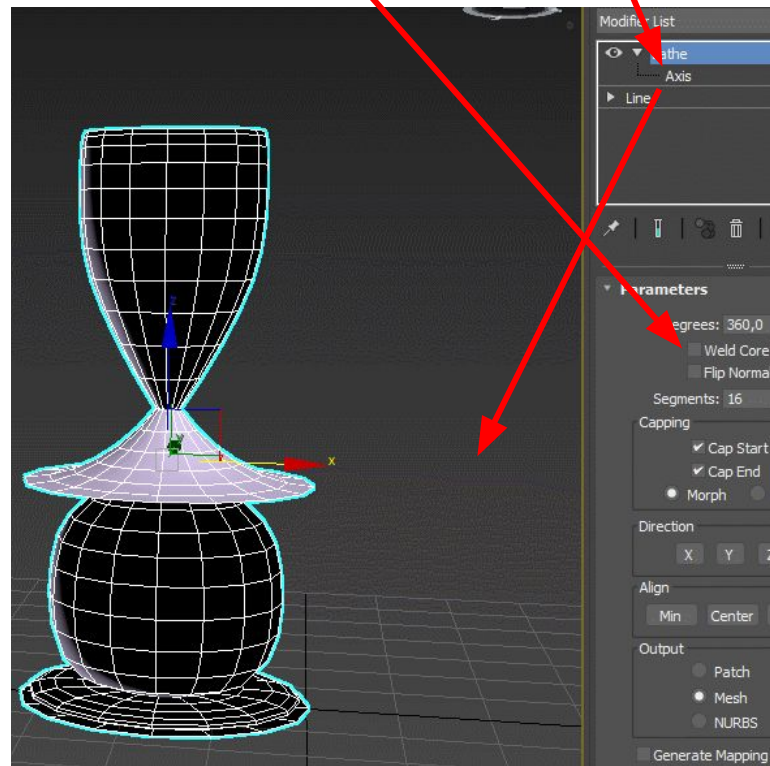 Modifier List
Lathe
Axis
Line
Parameters
Degrees: 360,0
Weld Core
Flip Norma
Segments: 16
Capping
Cap Start
Cap End
Morph
Direction
X Y Z
Align
Min Center
Output
Patch
Mesh
NURBS
Generate Mapping
x